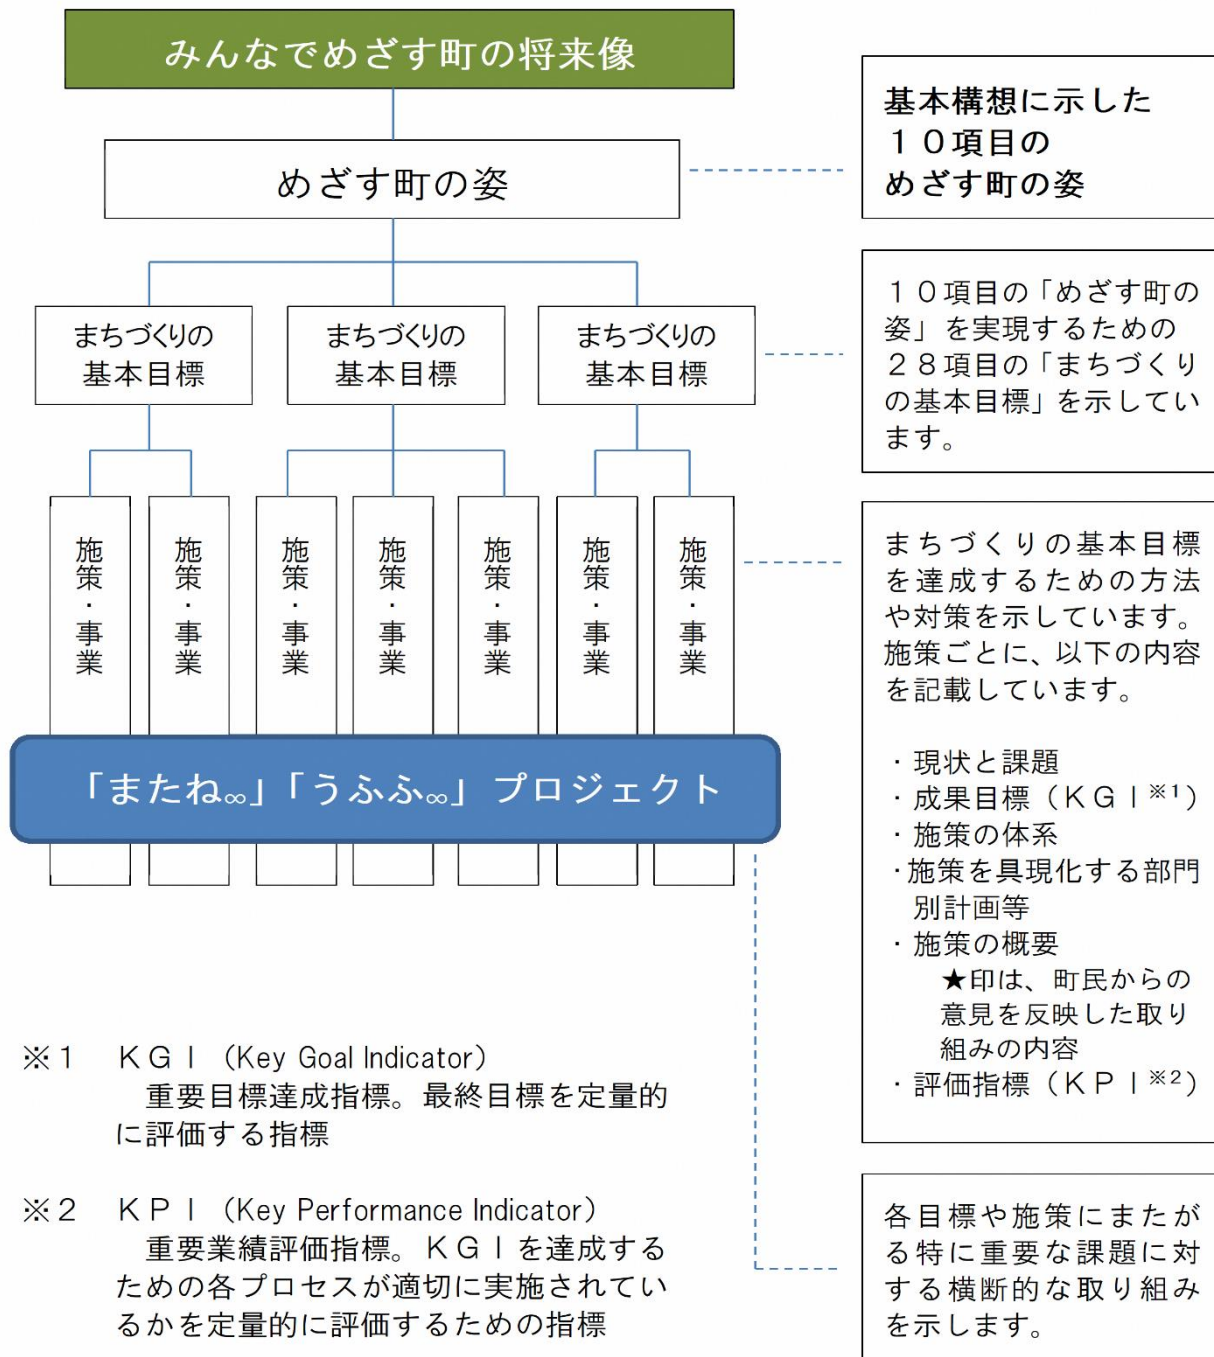 みんなでめざす町の将来像
めざす町の姿
基本構想に示した
１０項目の
めざす町の姿
まちづくりの
基本目標
まちづくりの
基本目標
まちづくりの
基本目標
１０項目の「めざす町の
姿」を実現するための
２８項目の「まちづくり
の基本目標」を示してい
ます。
施策・事業
施策・事業
施策・事業
施策・事業
施策・事業
施策・事業
施策・事業
まちづくりの基本目標
を達成するための方法
や対策を示しています。
施策ごとに、以下の内容
を記載しています。
・現状と課題
・成果目標（ＫＧＩ※1）
・施策の体系
・施策を具現化する部門
別計画等
・施策の概要
★印は、町民からの
意見を反映した取り
組みの内容
・評価指標（ＫＰＩ※2）
「またね∞」「うふふ∞」プロジェクト
各目標や施策にまたが
る特に重要な課題に対
する横断的な取り組み
を示します。
※１　ＫＧＩ（Key Goal Indicator）
重要目標達成指標。最終目標を定量的
に評価する指標
※２　ＫＰＩ（Key Performance Indicator）
重要業績評価指標。ＫＧＩを達成する
ための各プロセスが適切に実施されてい
るかを定量的に評価するための指標